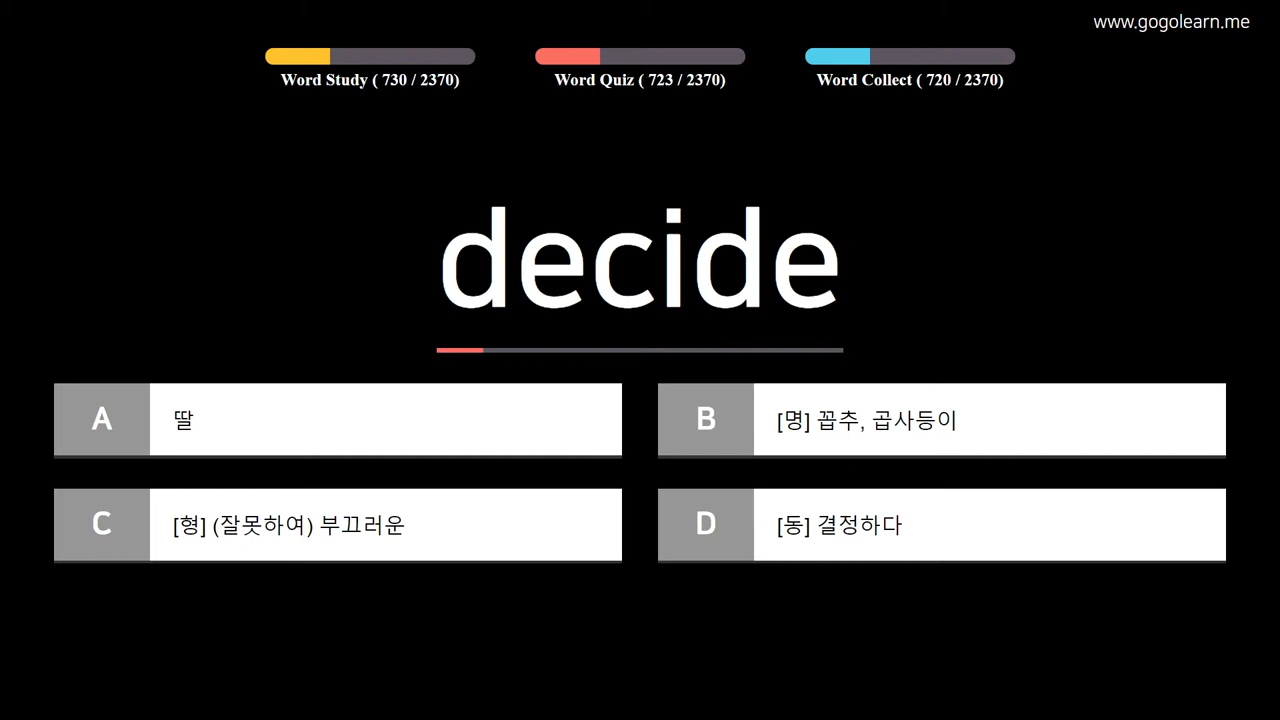 www.gogolearn.me
Word Study ( 730 / 2370)
Word Quiz ( 723 / 2370)
Word Collect ( 720 / 2370)
decide
A
딸
B
[명] 꼽추, 곱사등이
C
[형] (잘못하여) 부끄러운
D
[동] 결정하다